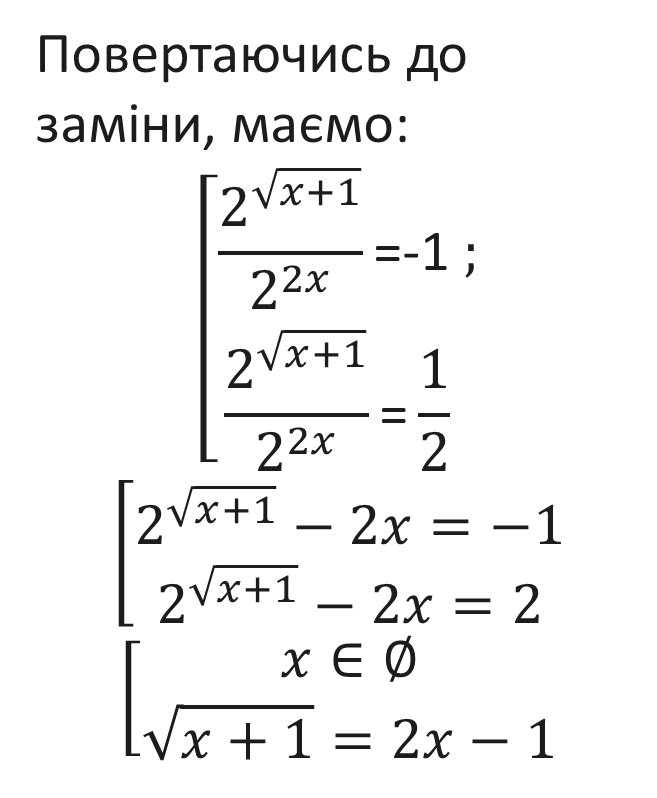 Повертаючись до
заміни, маємо:
[ 2^√(x+1) / 2^(2x) =-1 ;
2^√(x+1) / 2^(2x) = 1/2
[ 2^√(x+1) − 2x = −1
2^√(x+1) − 2x = 2
[ x ∈ ∅
√(x + 1) = 2x − 1